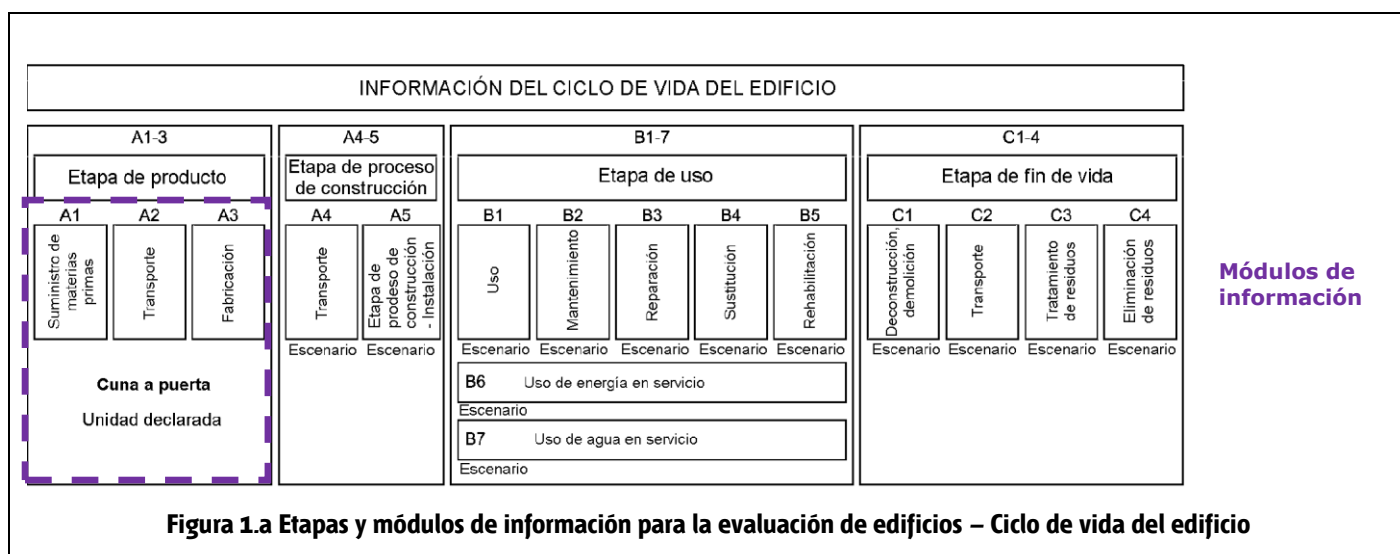 INFORMACIÓN DEL CICLO DE VIDA DEL EDIFICIO
A1-3
Etapa de producto
A1 A2 A3
Suministro de
materias
primas
Transporte
Fabricación
Cuna a puerta
Unidad declarada
A4-5
Etapa de proceso
de construcción
A4 A5
Transporte
Etapa de
prodeso de
construcción
- Instalación
Escenario Escenario
B1-7
Etapa de uso
B1 B2 B3 B4 B5
Uso
Mantenimiento
Reparación
Sustitución
Rehabilitación
Escenario Escenario Escenario Escenario Escenario
B6 Uso de energía en servicio
Escenario
B7 Uso de agua en servicio
Escenario
C1-4
Etapa de fin de vida
C1 C2 C3 C4
Deconstrucción,
demolición
Transporte
Tratamiento
de residuos
Eliminación
de residuos
Escenario Escenario Escenario Escenario
Módulos de
información
Figura 1.a Etapas y módulos de información para la evaluación de edificios – Ciclo de vida del edificio